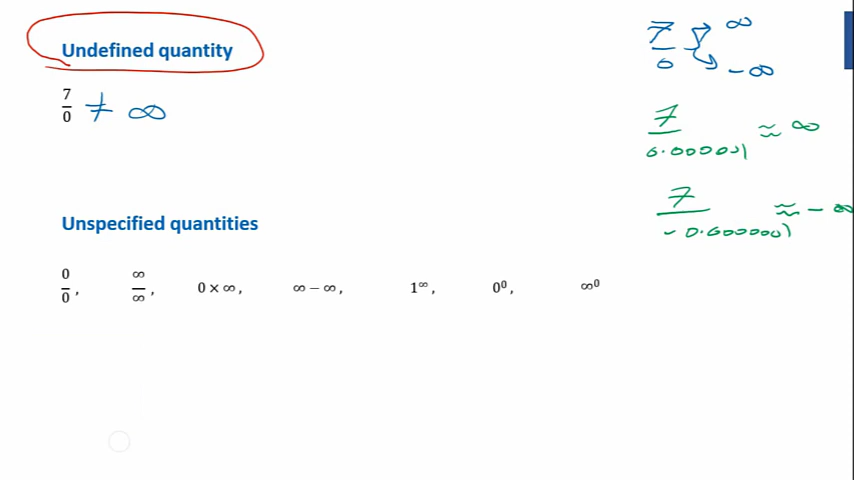 Undefined quantity
7/0 ≠ ∞
7/0 ∞
-∞
7/0.000001 ≈ ∞
7/-0.0000001 ≈ -∞
Unspecified quantities
0/0, ∞/∞, 0 × ∞, ∞ − ∞, 1^∞, 0^0, ∞^0